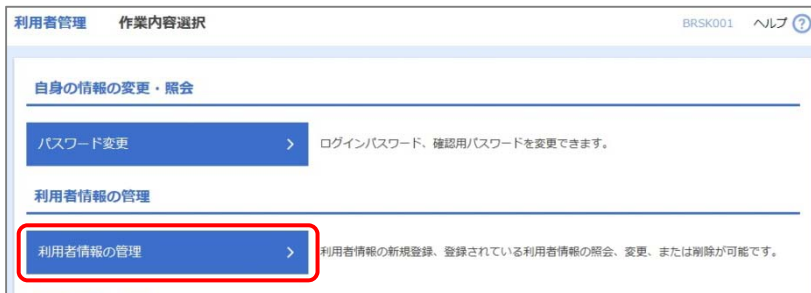 利用者管理 作業内容選択 BRSK001 ヘルプ ?
自身の情報の変更・照会
パスワード変更 ログインパスワード、確認用パスワードを変更できます。
利用者情報の管理
利用者情報の管理 利用者情報の新規登録、登録されている利用者情報の照会、変更、または削除が可能です。